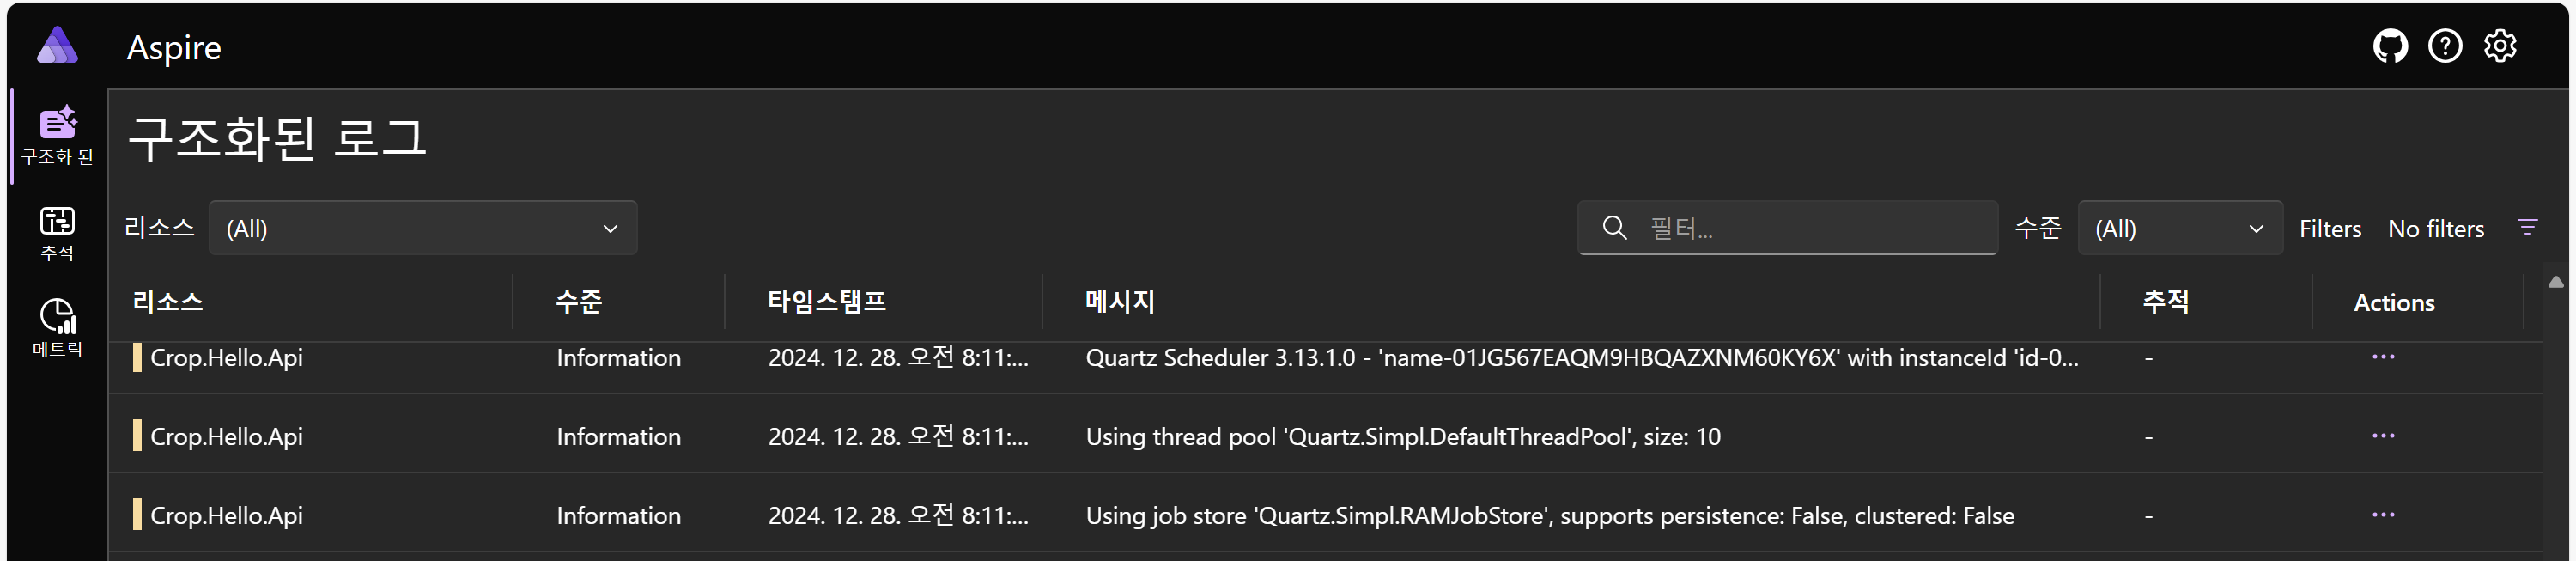 Aspire
구조화 된
추적
메트릭
구조화된 로그
리소스 (All) 필터... 수준 (All) Filters No filters
리소스 수준 타임스탬프 메시지 추적 Actions
Crop.Hello.Api Information 2024. 12. 28. 오전 8:11:... Quartz Scheduler 3.13.1.0 - 'name-01JG567EAQM9HBQAZXNM60KY6X' with instanceId 'id-0... -
Crop.Hello.Api Information 2024. 12. 28. 오전 8:11:... Using thread pool 'Quartz.Simpl.DefaultThreadPool', size: 10 -
Crop.Hello.Api Information 2024. 12. 28. 오전 8:11:... Using job store 'Quartz.Simpl.RAMJobStore', supports persistence: False, clustered: False -